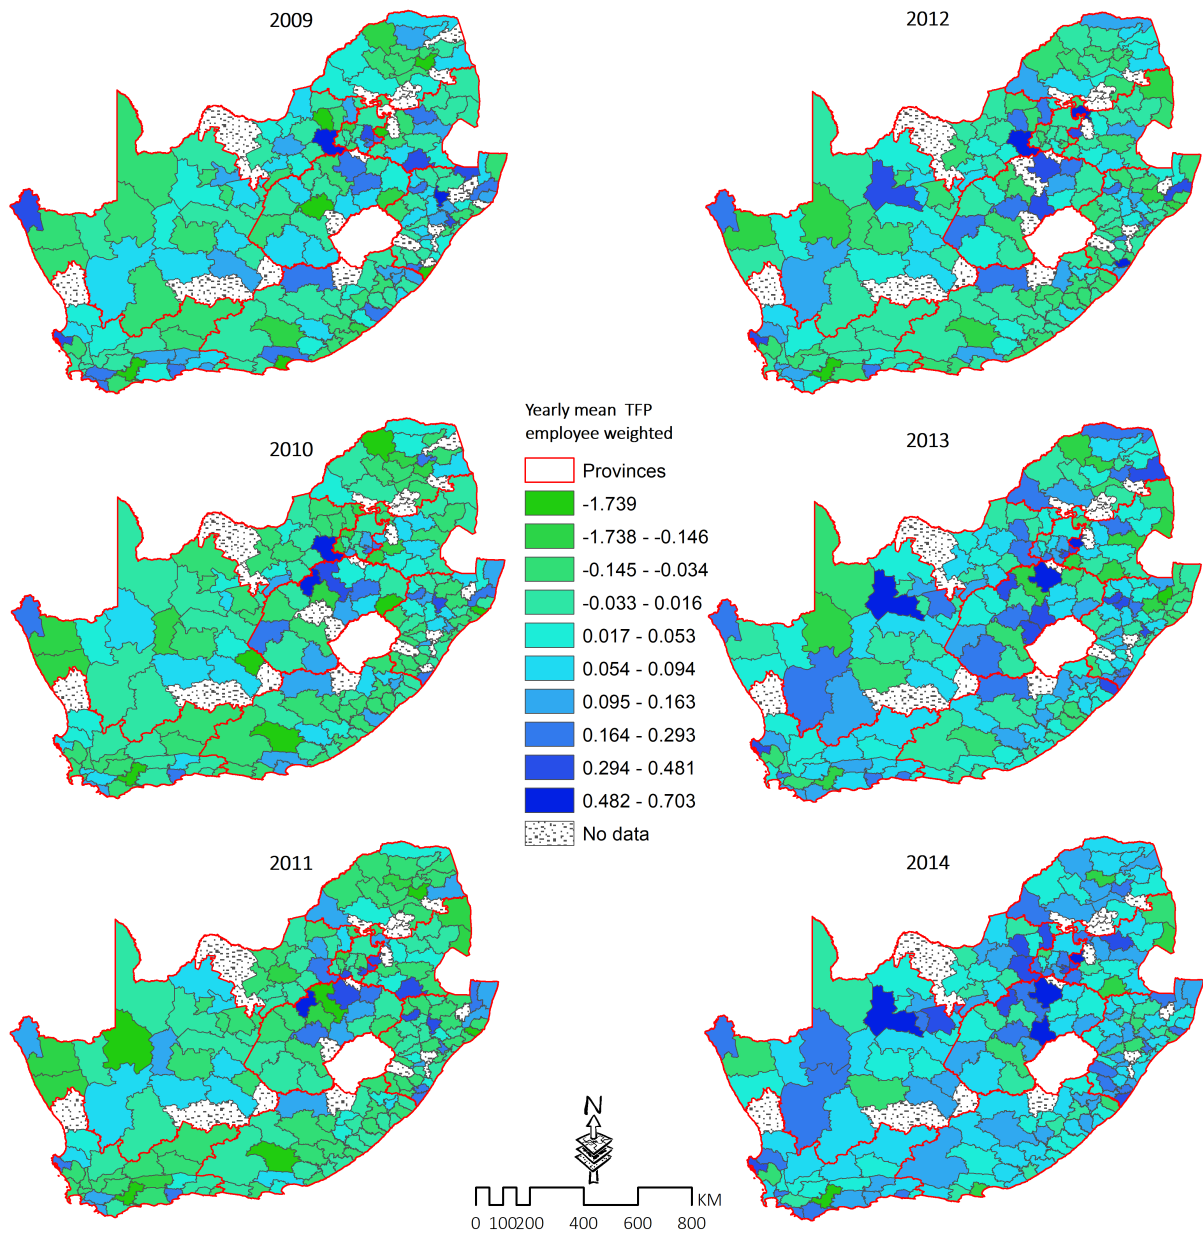 2009
2012
Yearly mean TFP
employee weighted
Provinces
-1.739
-1.738 - -0.146
-0.145 - -0.034
-0.033 - 0.016
0.017 - 0.053
0.054 - 0.094
0.095 - 0.163
0.164 - 0.293
0.294 - 0.481
0.482 - 0.703
No data
2010
2013
2011
2014
N
KM
0 100200 400 600 800